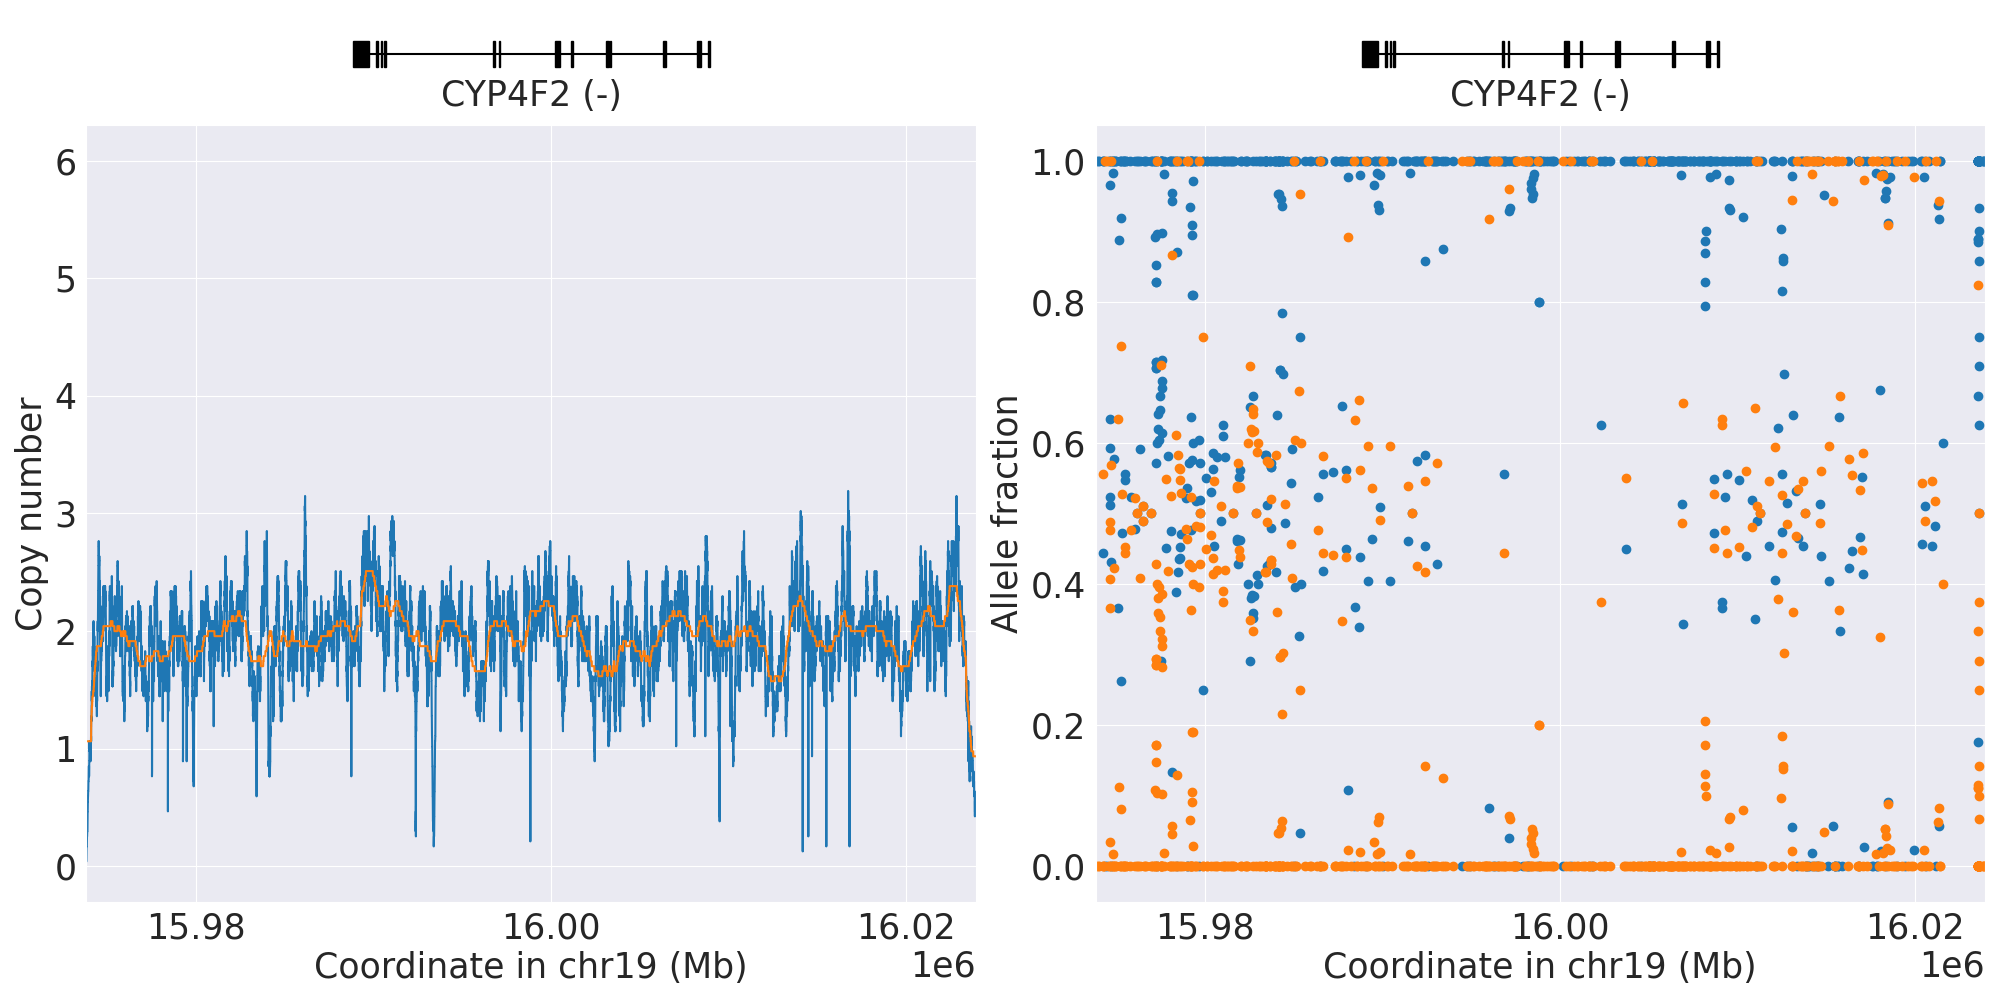 CYP4F2 (-)
6
5
4
3
2
1
0
Copy number
15.98
16.00
16.02
Coordinate in chr19 (Mb)
1e6
CYP4F2 (-)
1.0
0.8
0.6
0.4
0.2
0.0
Allele fraction
15.98
16.00
16.02
Coordinate in chr19 (Mb)
1e6